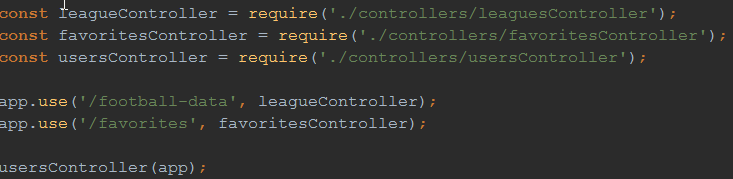 const leagueController = require('./controllers/leaguesController');
const favoritesController = require('./controllers/favoritesController');
const usersController = require('./controllers/usersController');
app.use('/football-data', leagueController);
app.use('/favorites', favoritesController);
usersController(app);